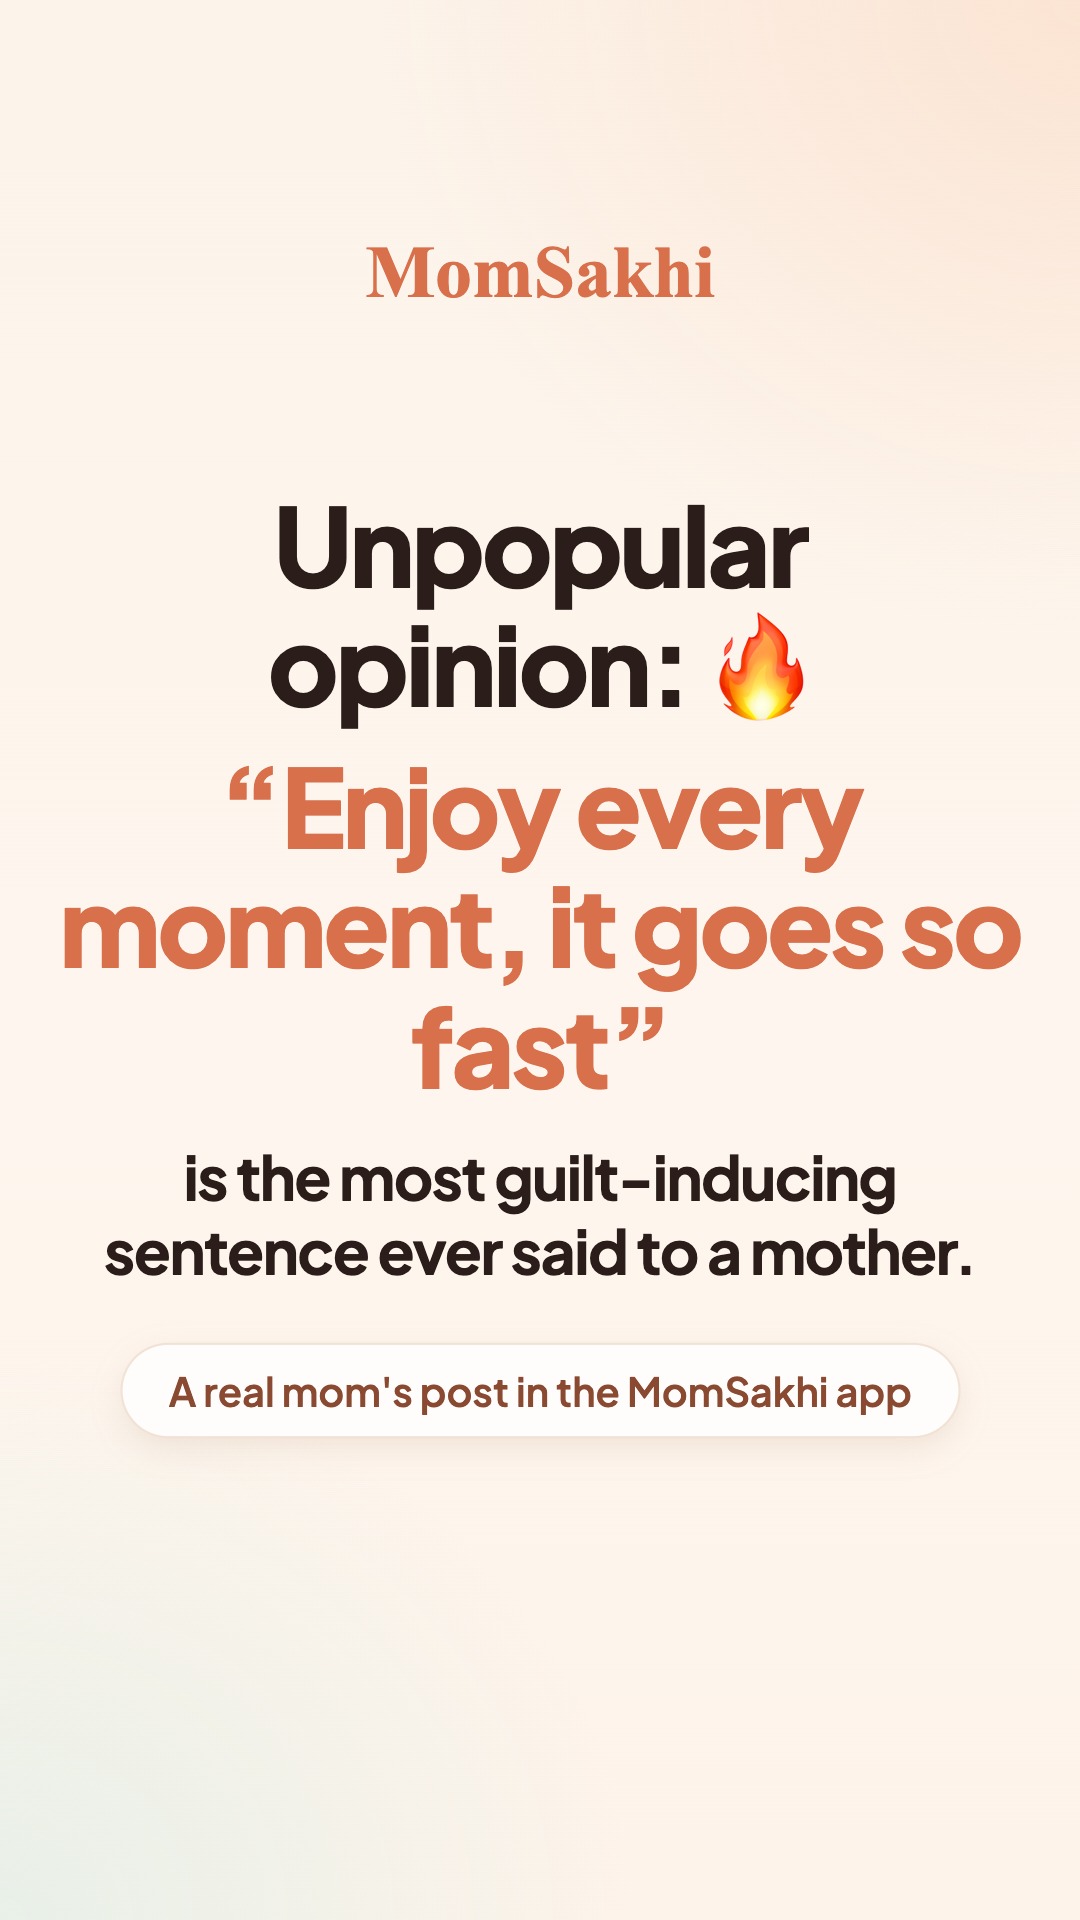 MomSakhi
Unpopular
opinion: 🔥
“Enjoy every
moment, it goes so
fast”
is the most guilt-inducing
sentence ever said to a mother.
A real mom's post in the MomSakhi app